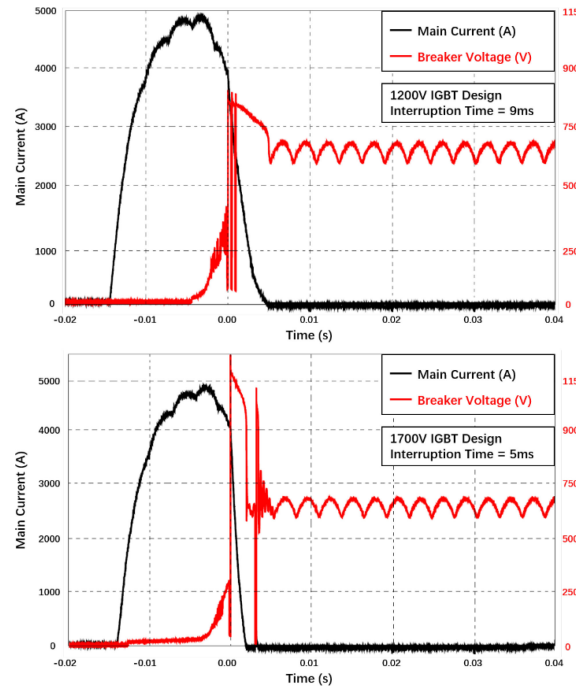 5000
4000
3000
2000
1000
0
Main Current (A)
Main Current (A)
Breaker Voltage (V)
1200V IGBT Design
Interruption Time = 9ms
115
900
750
500
250
0
-0.02 -0.01 0.00 0.01 0.02 0.03 0.04
Time (s)
5000
4000
3000
2000
1000
0
Main Current (A)
Main Current (A)
Breaker Voltage (V)
1700V IGBT Design
Interruption Time = 5ms
115
900
750
500
250
0
-0.02 -0.01 0.00 0.01 0.02 0.03 0.04
Time (s)